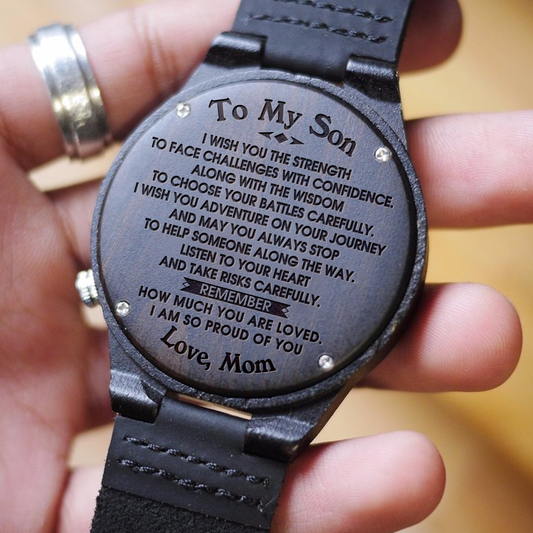 To My Son
I WISH YOU THE STRENGTH
TO FACE CHALLENGES WITH CONFIDENCE.
ALONG WITH THE WISDOM
TO CHOOSE YOUR BATTLES CAREFULLY.
I WISH YOU ADVENTURE ON YOUR JOURNEY
AND MAY YOU ALWAYS STOP
TO HELP SOMEONE ALONG THE WAY.
LISTEN TO YOUR HEART
AND TAKE RISKS CAREFULLY.
REMEMBER
HOW MUCH YOU ARE LOVED.
I AM SO PROUD OF YOU
Love, Mom